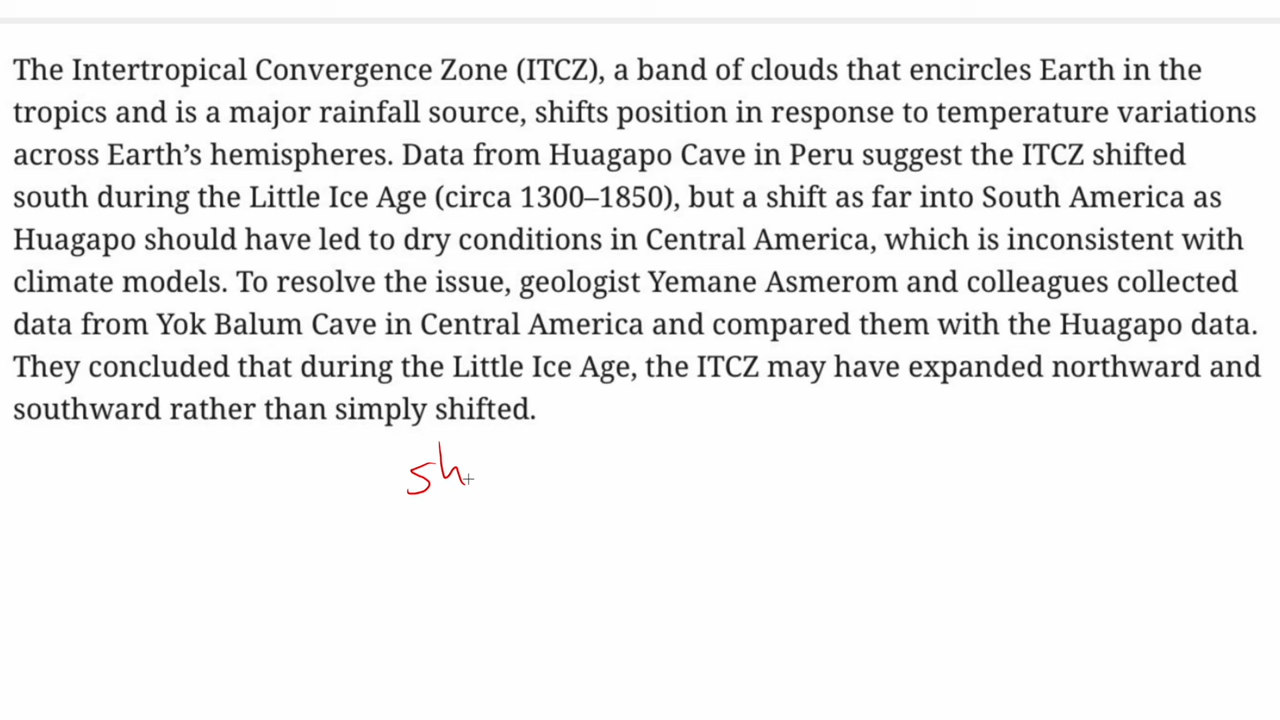 The Intertropical Convergence Zone (ITCZ), a band of clouds that encircles Earth in the
tropics and is a major rainfall source, shifts position in response to temperature variations
across Earth’s hemispheres. Data from Huagapo Cave in Peru suggest the ITCZ shifted
south during the Little Ice Age (circa 1300–1850), but a shift as far into South America as
Huagapo should have led to dry conditions in Central America, which is inconsistent with
climate models. To resolve the issue, geologist Yemane Asmerom and colleagues collected
data from Yok Balum Cave in Central America and compared them with the Huagapo data.
They concluded that during the Little Ice Age, the ITCZ may have expanded northward and
southward rather than simply shifted.
sh